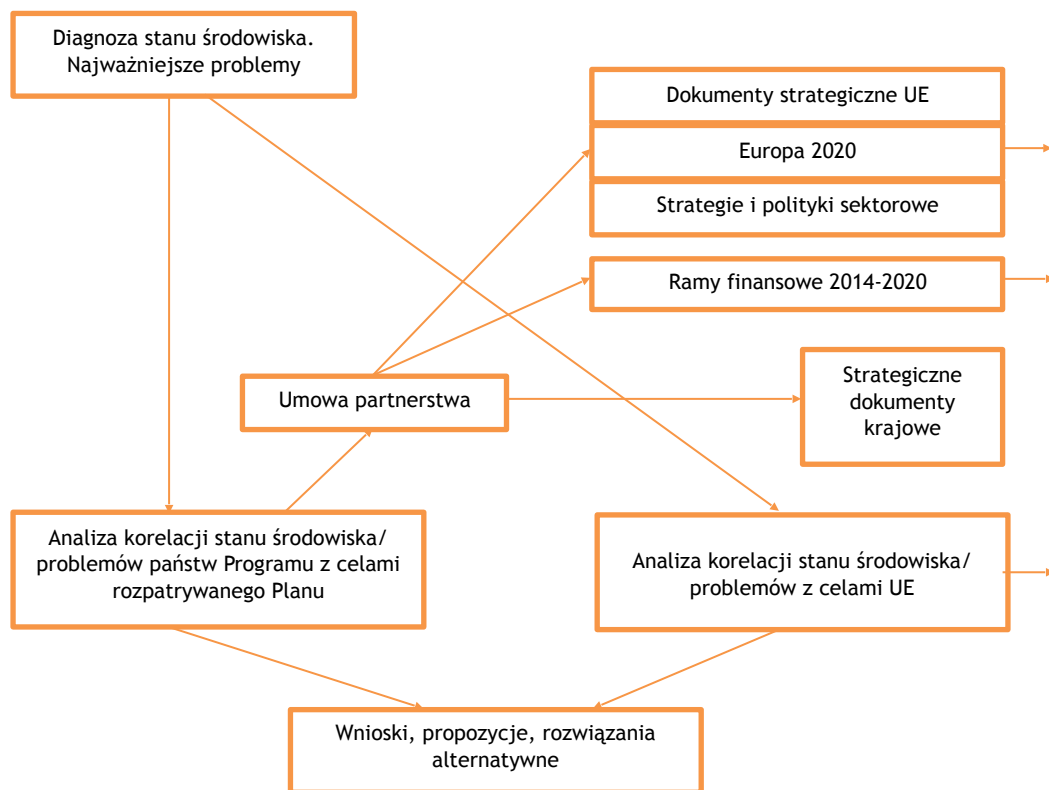 Diagnoza stanu środowiska.
Najważniejsze problemy
Dokumenty strategiczne UE
Europa 2020
Strategie i polityki sektorowe
Ramy finansowe 2014-2020
Umowa partnerstwa
Strategiczne
dokumenty
krajowe
Analiza korelacji stanu środowiska/
problemów państw Programu z celami
rozpatrywanego Planu
Analiza korelacji stanu środowiska/
problemów z celami UE
Wnioski, propozycje, rozwiązania
alternatywne